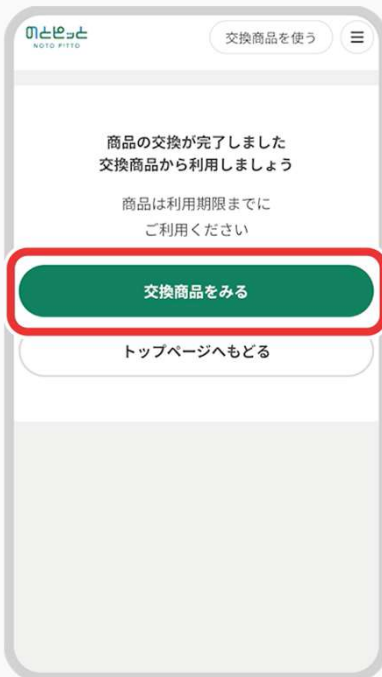 のとピっと
NOTO PITTO
交換商品を使う
商品の交換が完了しました
交換商品から利用しましょう
商品は利用期限までに
ご利用ください
交換商品をみる
トップページへもどる